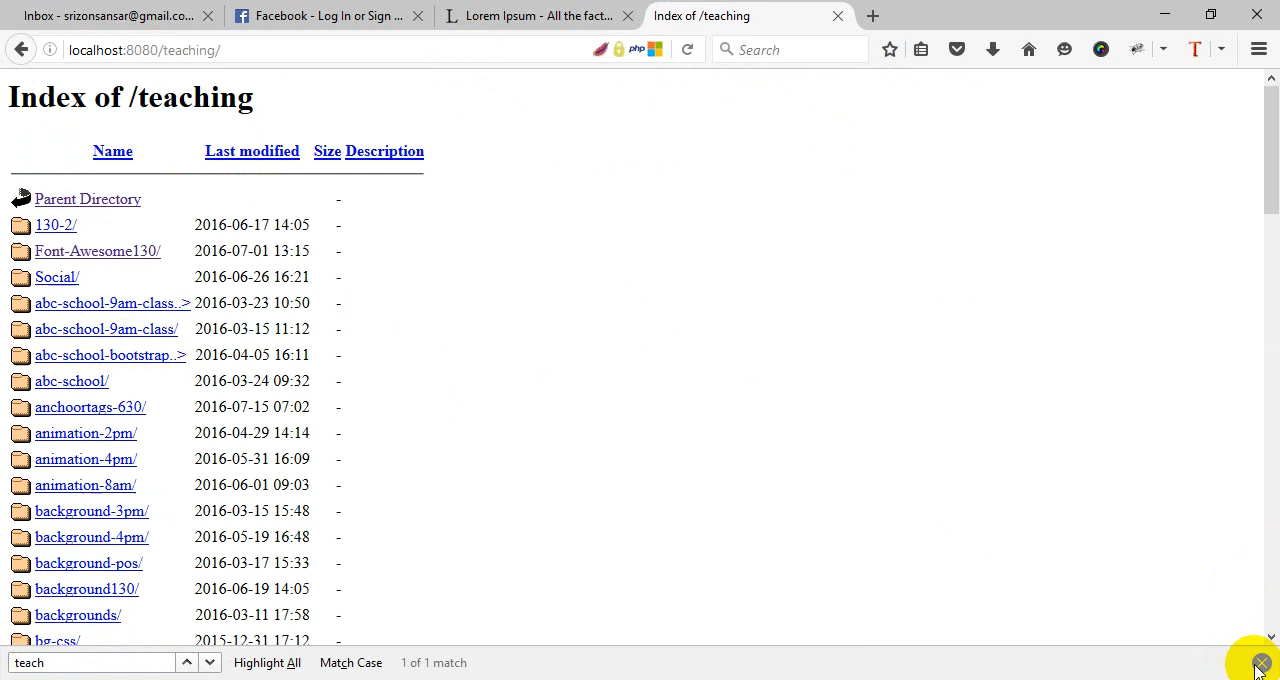 Inbox - srizonsansar@gmail.co... Facebook - Log In or Sign ... Lorem Ipsum - All the fact... Index of /teaching
localhost:8080/teaching/ php Search
Index of /teaching
Name Last modified Size Description
Parent Directory -
130-2/ 2016-06-17 14:05 -
Font-Awesome130/ 2016-07-01 13:15 -
Social/ 2016-06-26 16:21 -
abc-school-9am-class..> 2016-03-23 10:50 -
abc-school-9am-class/ 2016-03-15 11:12 -
abc-school-bootstrap..> 2016-04-05 16:11 -
abc-school/ 2016-03-24 09:32 -
anchoortags-630/ 2016-07-15 07:02 -
animation-2pm/ 2016-04-29 14:14 -
animation-4pm/ 2016-05-31 16:09 -
animation-8am/ 2016-06-01 09:03 -
background-3pm/ 2016-03-15 15:48 -
background-4pm/ 2016-05-19 16:48 -
background-pos/ 2016-03-17 15:33 -
background130/ 2016-06-19 14:05 -
backgrounds/ 2016-03-11 17:58 -
bg-css/ 2015-12-31 17:12 -
teach Highlight All Match Case 1 of 1 match